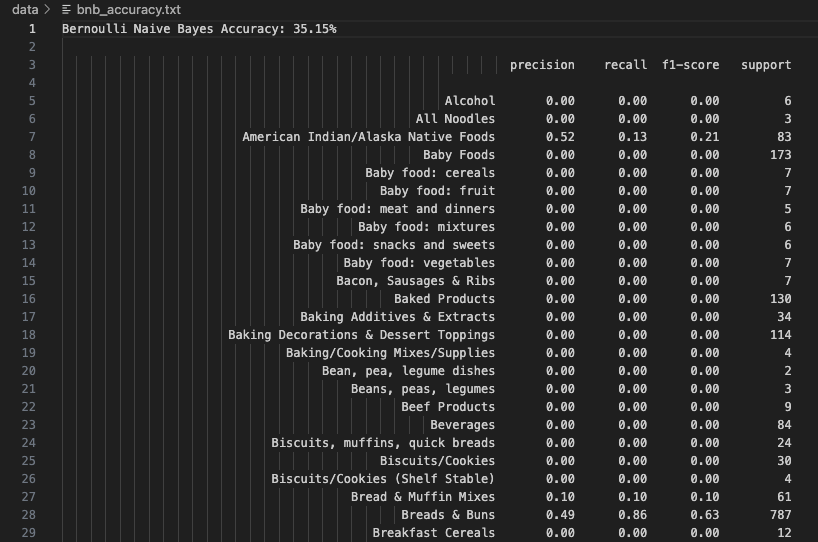 data > bnb_accuracy.txt
1 Bernoulli Naive Bayes Accuracy: 35.15%
2
3 precision recall f1-score support
4
5 Alcohol 0.00 0.00 0.00 6
6 All Noodles 0.00 0.00 0.00 3
7 American Indian/Alaska Native Foods 0.52 0.13 0.21 83
8 Baby Foods 0.00 0.00 0.00 173
9 Baby food: cereals 0.00 0.00 0.00 7
10 Baby food: fruit 0.00 0.00 0.00 7
11 Baby food: meat and dinners 0.00 0.00 0.00 5
12 Baby food: mixtures 0.00 0.00 0.00 6
13 Baby food: snacks and sweets 0.00 0.00 0.00 6
14 Baby food: vegetables 0.00 0.00 0.00 7
15 Bacon, Sausages & Ribs 0.00 0.00 0.00 7
16 Baked Products 0.00 0.00 0.00 130
17 Baking Additives & Extracts 0.00 0.00 0.00 34
18 Baking Decorations & Dessert Toppings 0.00 0.00 0.00 114
19 Baking/Cooking Mixes/Supplies 0.00 0.00 0.00 4
20 Bean, pea, legume dishes 0.00 0.00 0.00 2
21 Beans, peas, legumes 0.00 0.00 0.00 3
22 Beef Products 0.00 0.00 0.00 9
23 Beverages 0.00 0.00 0.00 84
24 Biscuits, muffins, quick breads 0.00 0.00 0.00 24
25 Biscuits/Cookies 0.00 0.00 0.00 30
26 Biscuits/Cookies (Shelf Stable) 0.00 0.00 0.00 4
27 Bread & Muffin Mixes 0.10 0.10 0.10 61
28 Breads & Buns 0.49 0.86 0.63 787
29 Breakfast Cereals 0.00 0.00 0.00 12